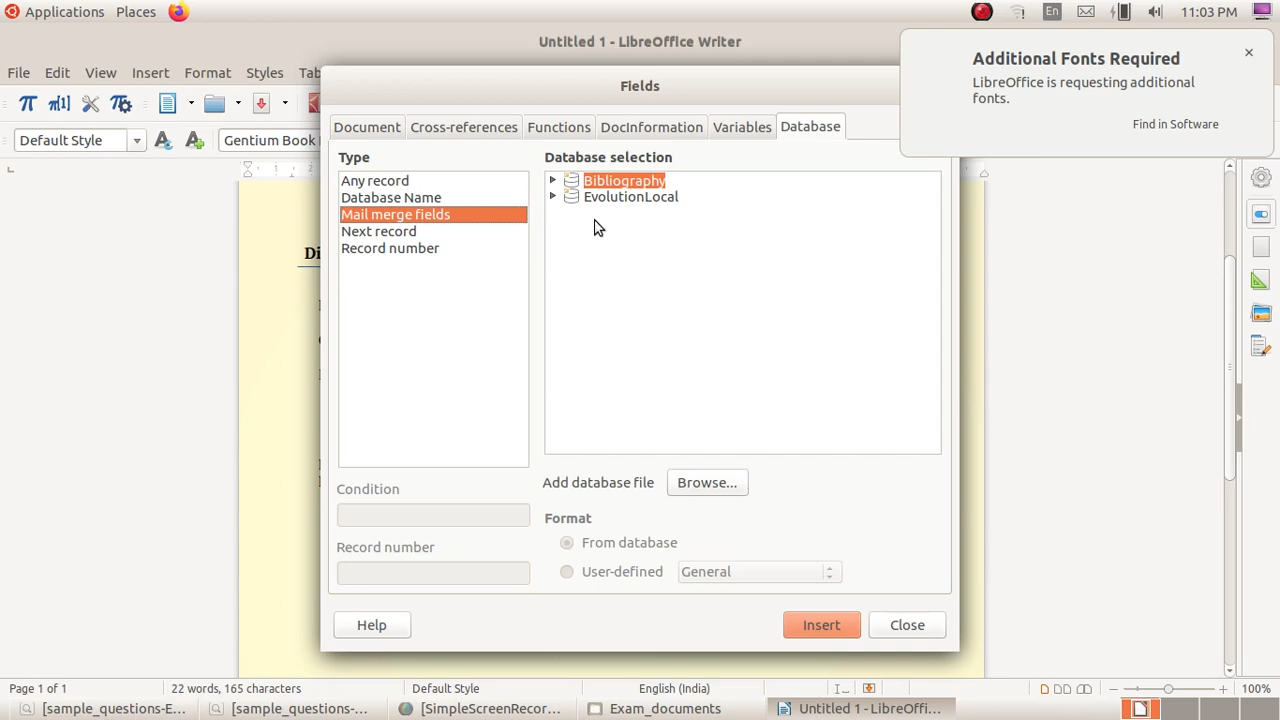 Applications Places En 11:03 PM
Untitled 1 - LibreOffice Writer
File Edit View Insert Format Styles
Default Style Gentium Book
Additional Fonts Required
LibreOffice is requesting additional
fonts.
Find in Software
Fields
Document Cross-references Functions DocInformation Variables Database
Type
Any record
Database Name
Mail merge fields
Next record
Record number
Database selection
Bibliography
EvolutionLocal
Condition
Record number
Add database file Browse...
Format
From database
User-defined General
Help Insert Close
Page 1 of 1 22 words, 165 characters Default Style English (India) 100%
[sample_questions-E... [sample_questions-... [SimpleScreenRecor... Exam_documents Untitled 1 - LibreOffi...